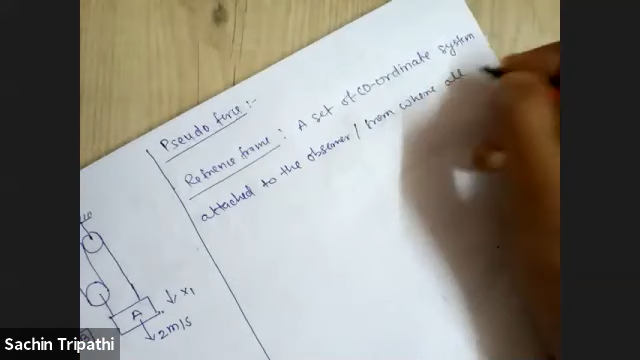 Pseudo force :-
Refrence frame : A set of co-ordinate system
attached to the observer / from where all
A
↓ x1
↓ 2m/s
Sachin Tripathi